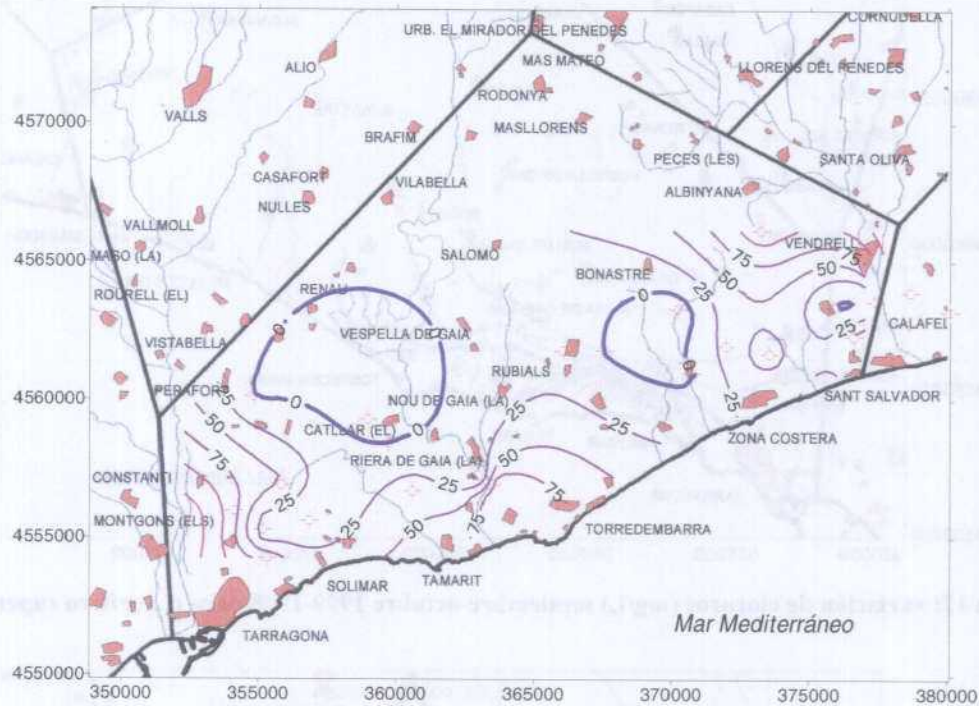 CORNUDELLA
URB. EL MIRADOR DEL PENEDES
ALIO
MAS MATEO
LLORENS DEL PENEDES
RODONYA
VALLS
MASLLORENS
4570000
BRAFIM
PECES (LES)
SANTA OLIVA
CASAFORT
VILABELLA
ALBINYANA
NULLES
VALLMOLL
MASO (LA)
SALOMO
VENDRELL
75
75
4565000
BONASTRE
50
50
ROURELL (EL)
RENAU
0
25
VISTABELLA
0
VESPELLA DE GAIA
0
25
CALAFEL
RUBIALS
0
PERAFORT
25
NOU DE GAIA (LA)
SANT SALVADOR
4560000
0
0
25
25
50
CATLLAR (EL)
25
ZONA COSTERA
75
RIERA DE GAIA (LA)
50
CONSTANTI
25
25
75
MONTGONS (ELS)
25
50
75
TORREDEMBARRA
4555000
SOLIMAR
TAMARIT
TARRAGONA
Mar Mediterráneo
4550000
350000
355000
360000
365000
370000
375000
380000